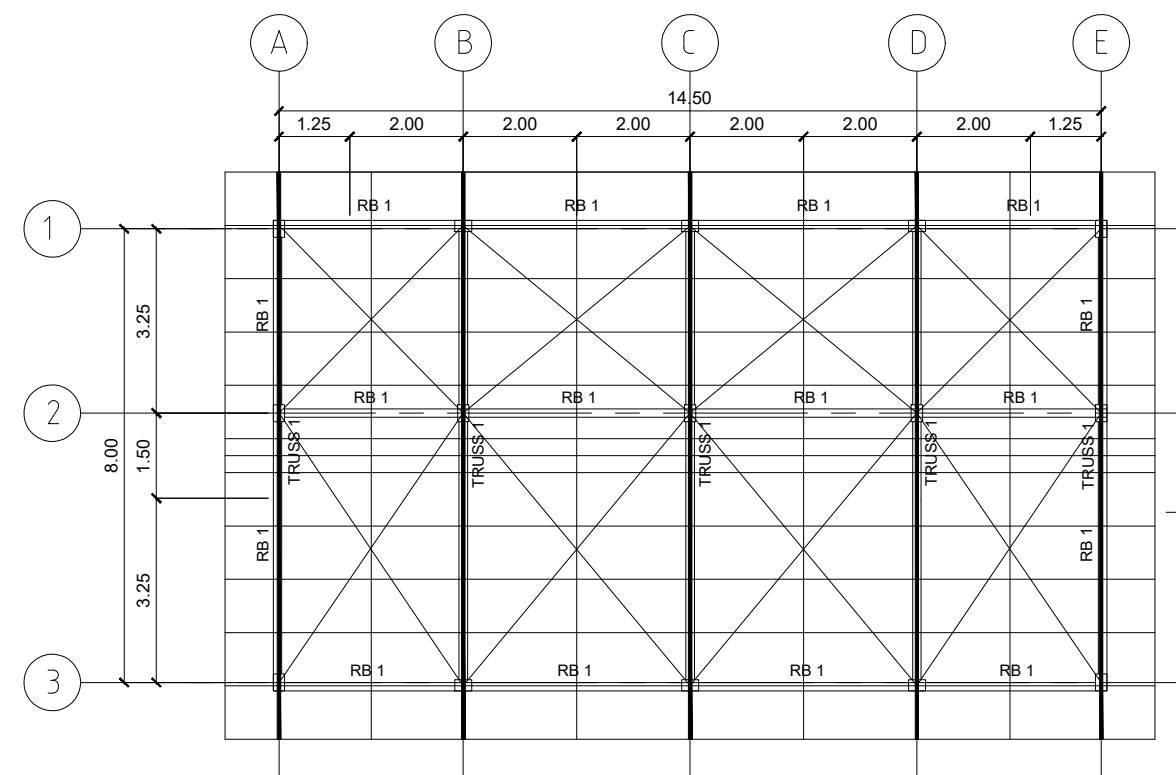 A B C D E
14.50
1.25 2.00 2.00 2.00 2.00 2.00 2.00 1.25
1
RB 1 RB 1 RB 1 RB 1
3.25
RB 1 RB 1
2
RB 1 RB 1 RB 1 RB 1
8.00
1.50
TRUSS 1 TRUSS 1 TRUSS 1 TRUSS 1 TRUSS 1
RB 1 RB 1
3.25
3
RB 1 RB 1 RB 1 RB 1